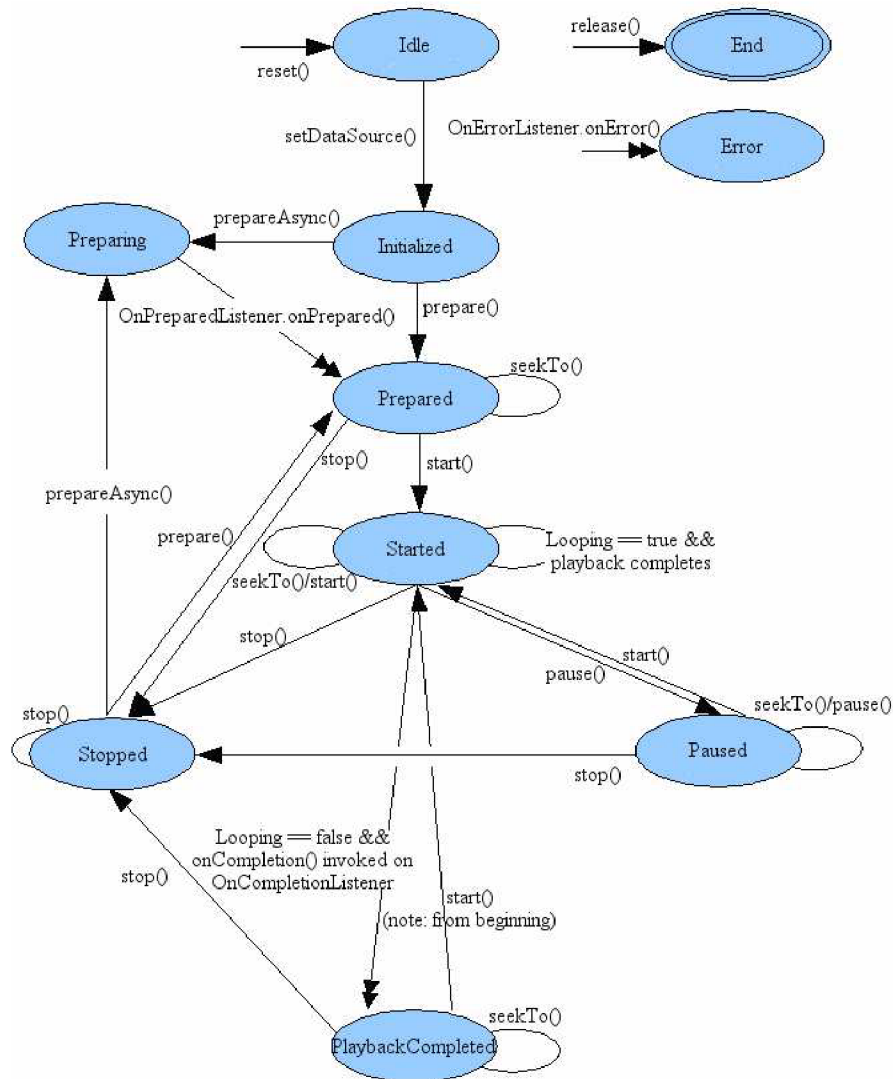 Idle
release()
End
reset()
setDataSource()
OnErrorListener.onError()
Error
Preparing
prepareAsync()
Initialized
prepare()
OnPreparedListener.onPrepared()
seekTo()
Prepared
stop()
start()
prepareAsync()
prepare()
Started
Looping == true &&
playback completes
seekTo()/start()
stop()
start()
pause()
seekTo()/pause()
stop()
Stopped
Paused
stop()
Looping == false &&
onCompletion() invoked on
OnCompletionListener
stop()
start()
(note: from beginning)
seekTo()
PlaybackCompleted